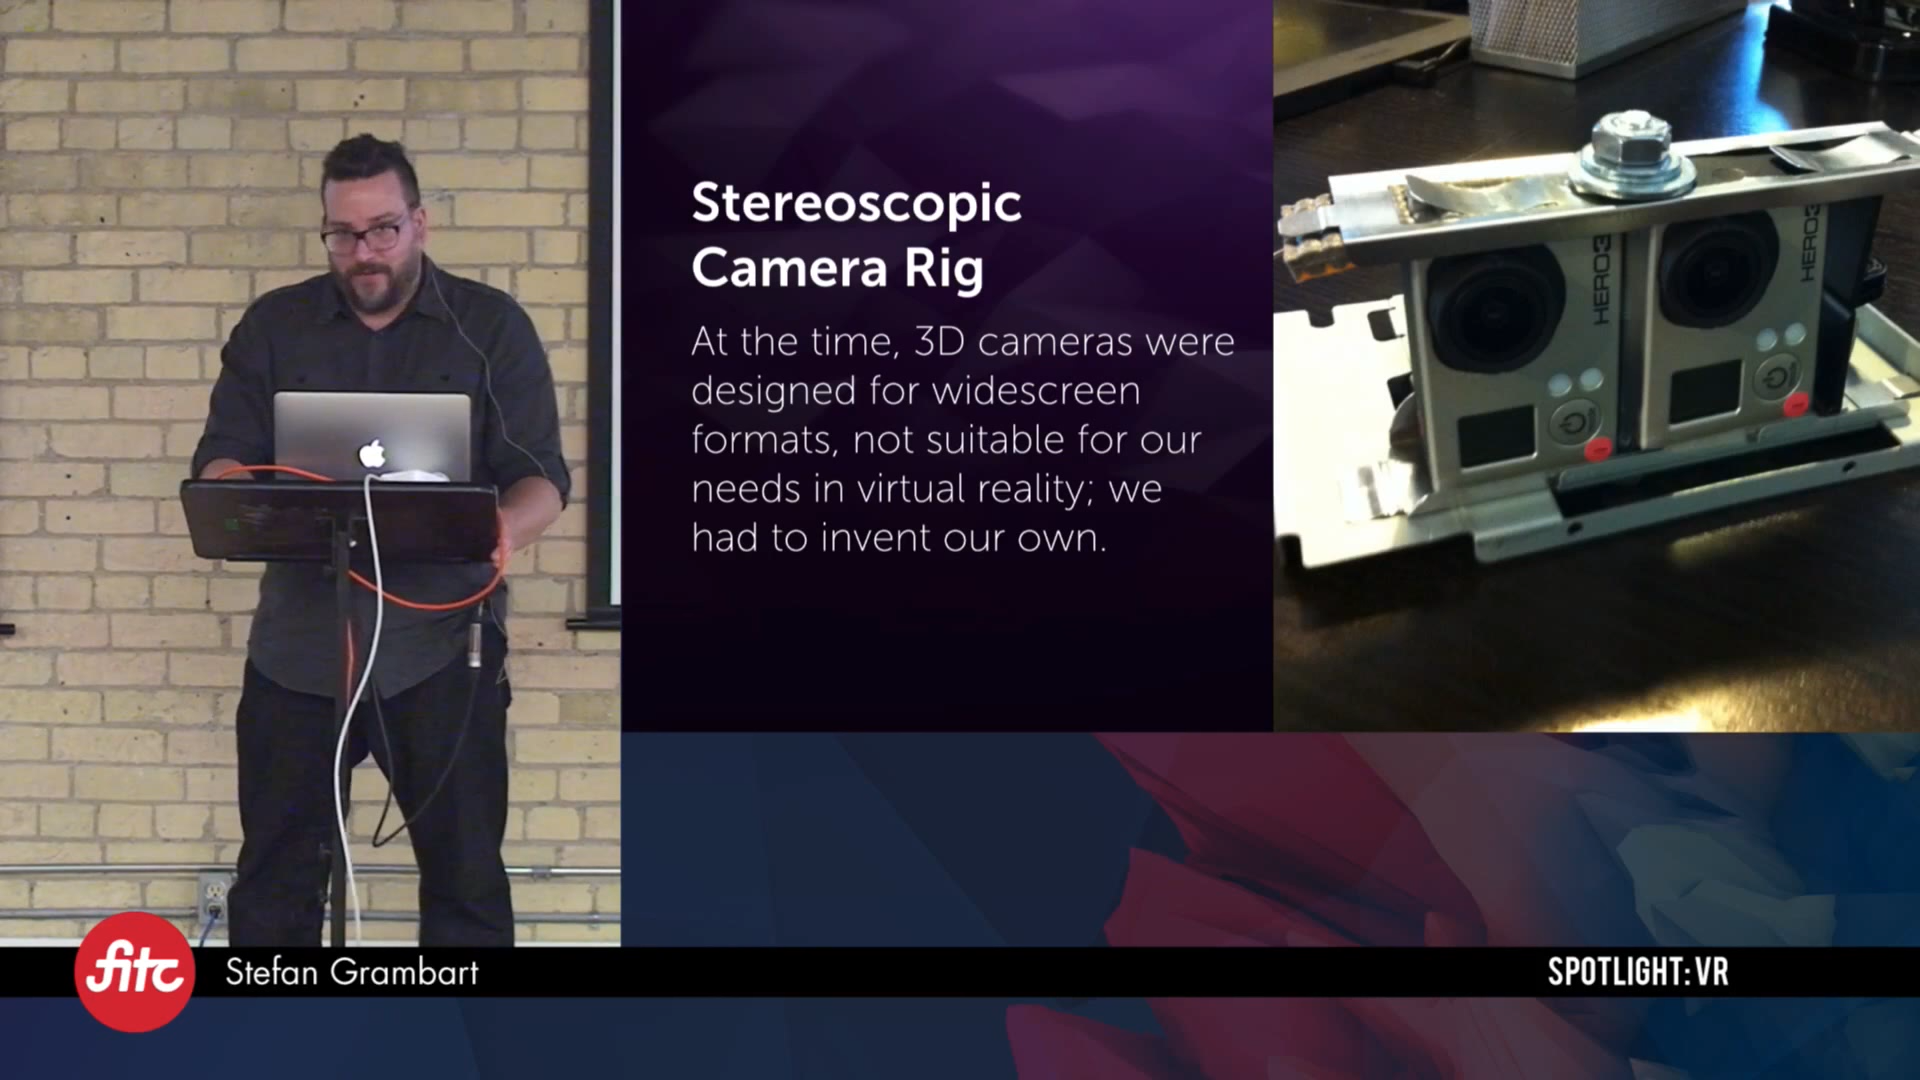 Stereoscopic
Camera Rig
At the time, 3D cameras were
designed for widescreen
formats, not suitable for our
needs in virtual reality; we
had to invent our own.
HERO3
HERO3
fitc
Stefan Grambart
SPOTLIGHT: VR